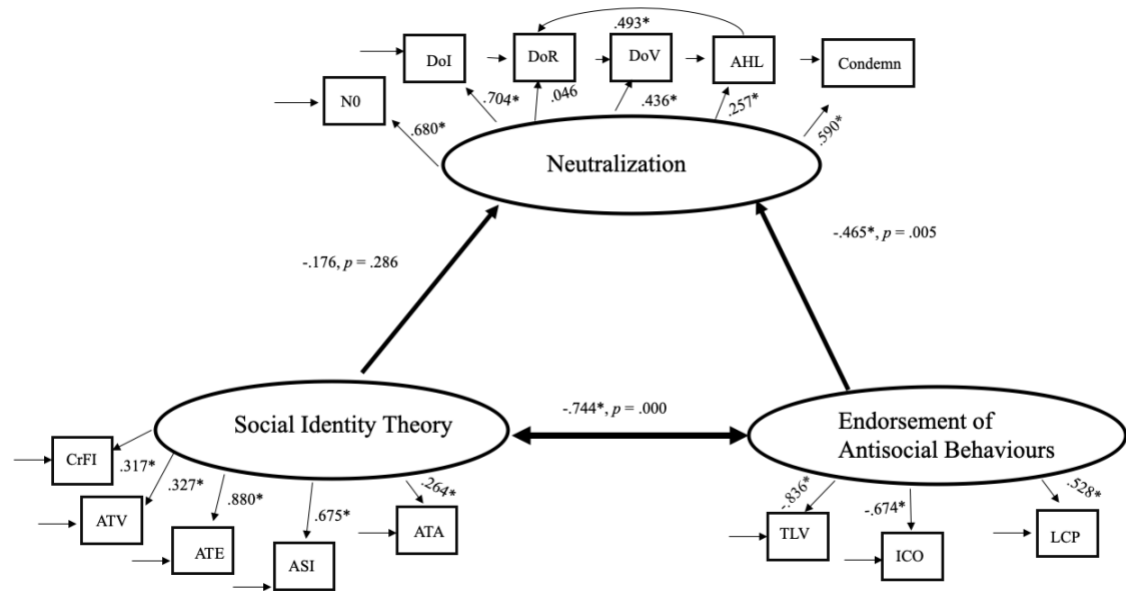 .493*
DoI
DoR
DoV
AHL
Condemn
N0
.704*
.046
.436*
.257*
.590*
.680*
Neutralization
-.465*, p = .005
-.176, p = .286
-.744*, p = .000
Social Identity Theory
Endorsement of
Antisocial Behaviours
CrFI
.317*
.327*
.880*
.675*
.264*
-.836*
-.674*
.528*
ATV
ATE
ASI
ATA
TLV
ICO
LCP